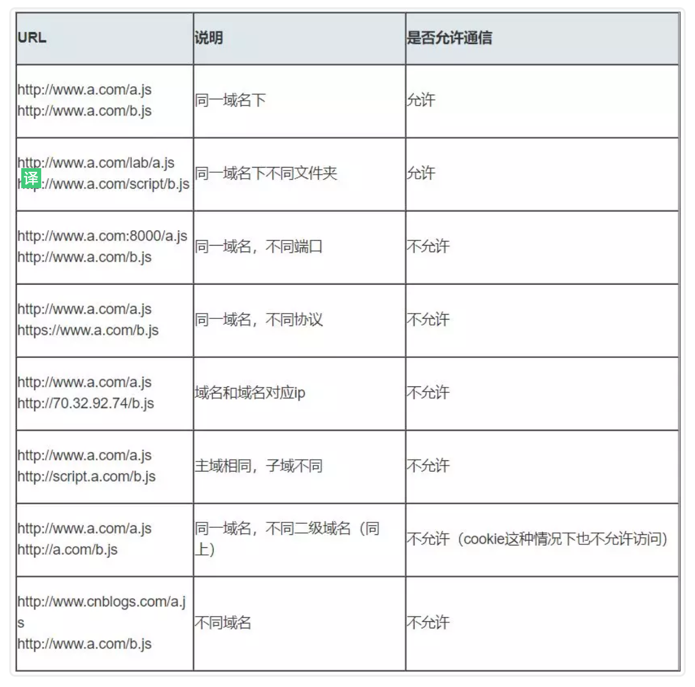 URL 说明 是否允许通信
http://www.a.com/a.js
http://www.a.com/b.js
同一域名下
允许
http://www.a.com/lab/a.js
译
http://www.a.com/script/b.js
同一域名下不同文件夹
允许
http://www.a.com:8000/a.js
http://www.a.com/b.js
同一域名，不同端口
不允许
http://www.a.com/a.js
https://www.a.com/b.js
同一域名，不同协议
不允许
http://www.a.com/a.js
http://70.32.92.74/b.js
域名和域名对应ip
不允许
http://www.a.com/a.js
http://script.a.com/b.js
主域相同，子域不同
不允许
http://www.a.com/a.js
http://a.com/b.js
同一域名，不同二级域名（同
上）
不允许（cookie这种情况下也不允许访问）
http://www.cnblogs.com/a.j
s
http://www.a.com/b.js
不同域名
不允许